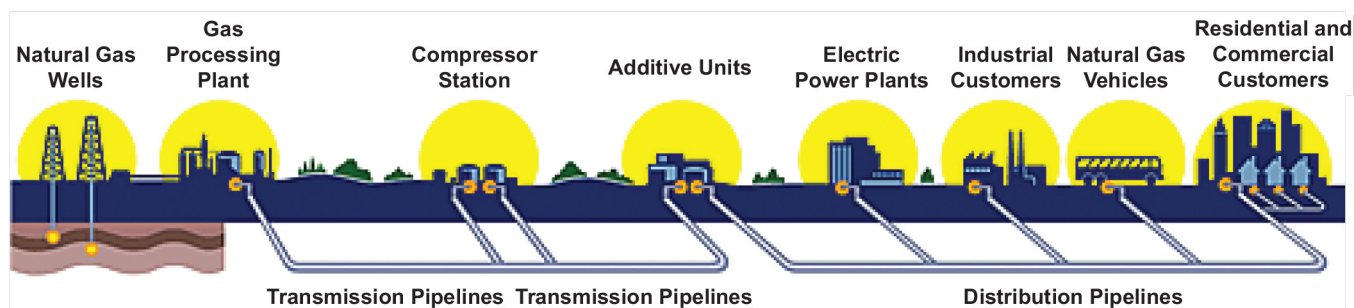 Natural Gas
Wells
Gas
Processing
Plant
Compressor
Station
Additive Units
Electric
Power Plants
Industrial
Customers
Natural Gas
Vehicles
Residential and
Commercial
Customers
Transmission Pipelines
Transmission Pipelines
Distribution Pipelines